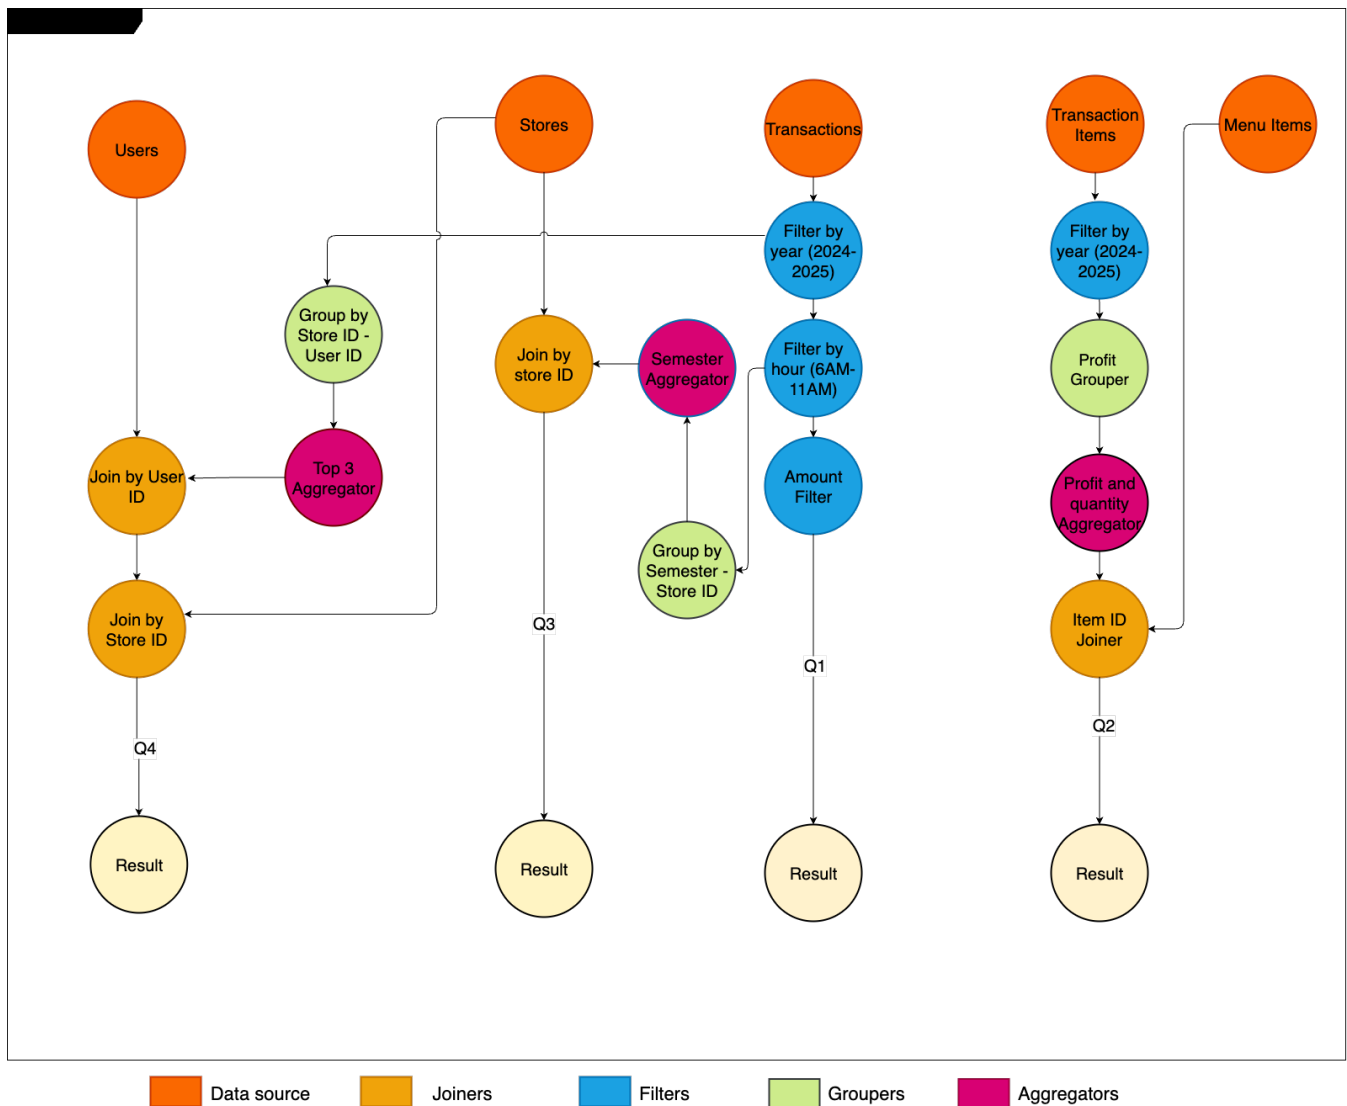 Users
Stores
Transactions
Transaction
Items
Menu Items
Filter by
year (2024-
2025)
Filter by
year (2024-
2025)
Group by
Store ID -
User ID
Join by
store ID
Semester
Aggregator
Filter by
hour (6AM-
11AM)
Profit
Grouper
Join by User
ID
Top 3
Aggregator
Amount
Filter
Profit and
quantity
Aggregator
Group by
Semester -
Store ID
Join by
Store ID
Item ID
Joiner
Q3
Q1
Q2
Q4
Result
Result
Result
Result
Data source
Joiners
Filters
Groupers
Aggregators